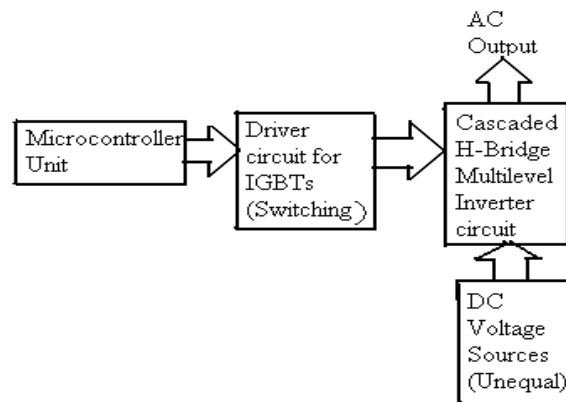 Microcontroller
Unit
Driver
circuit for
IGBTs
(Switching)
AC
Output
Cascaded
H-Bridge
Multilevel
Inverter
circuit
DC
Voltage
Sources
(Unequal)